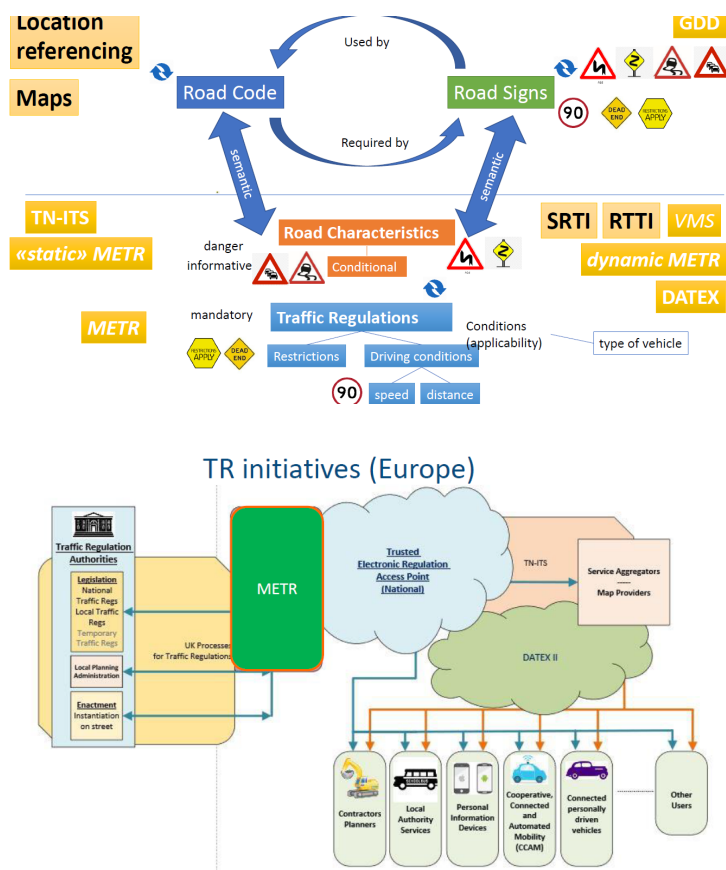 Location
referencing
Maps
Used by
GDD
Road Code
Road Signs
90
DEAD
END
RESTRICTIONS
APPLY
Required by
semantic
semantic
TN-ITS
«static» METR
danger
informative
Road Characteristics
Conditional
SRTI
RTTI
VMS
dynamic METR
DATEX
METR
mandatory
RESTRICTIONS
APPLY
DEAD
END
Traffic Regulations
Restrictions
Driving conditions
Conditions
(applicability)
type of vehicle
90
speed
distance
TR initiatives (Europe)
Traffic Regulation
Authorities
Legislation
National
Traffic Regs
Local Traffic
Regs
Temporary
Traffic Regs
Local Planning
Administration
Enactment
Instantiation
on street
UK Processes
for Traffic Regulations
METR
Trusted
Electronic Regulation
Access Point
(National)
TN-ITS
Service Aggregators
Map Providers
DATEX II
Contractors
Planners
SCHOOL BUS
Local
Authority
Services
Personal
Information
Devices
Cooperative,
Connected
and
Automated
Mobility
(CCAM)
Connected
personally
driven
vehicles
Other
Users